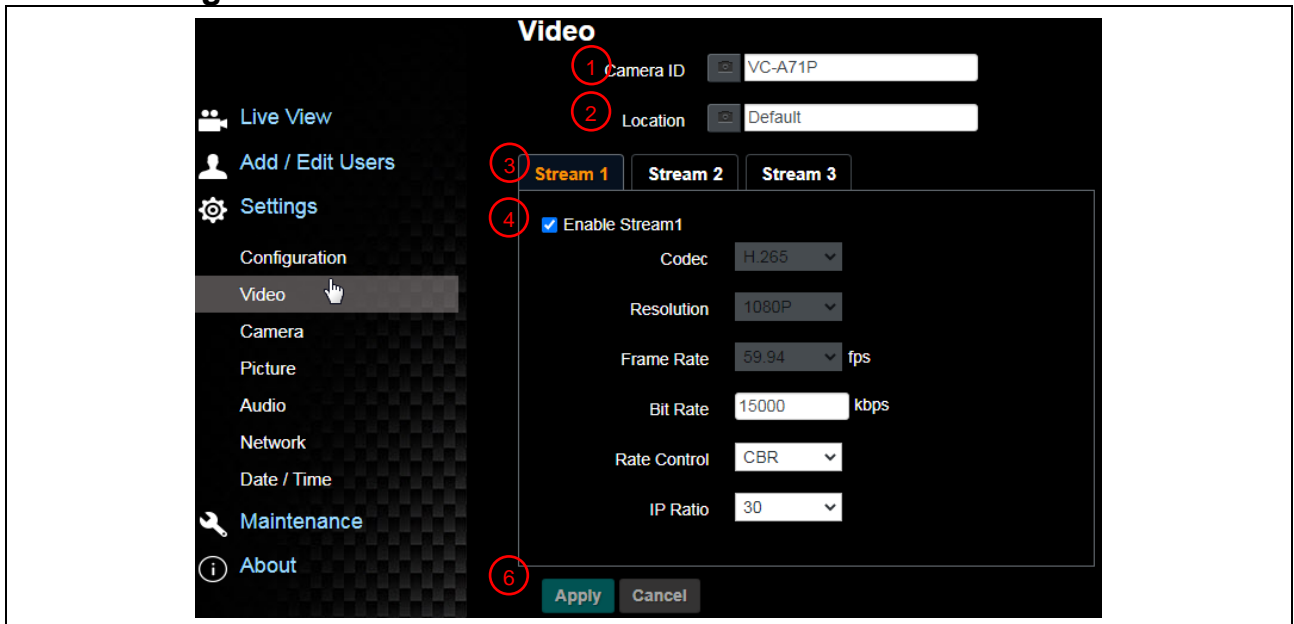 Video
1 Camera ID VC-A71P
2 Location Default
Live View
Add / Edit Users
Settings
Configuration
Video
Camera
Picture
Audio
Network
Date / Time
Maintenance
About
3 Stream 1 Stream 2 Stream 3
4 Enable Stream1
Codec H.265
Resolution 1080P
Frame Rate 59.94 fps
Bit Rate 15000 kbps
Rate Control CBR
IP Ratio 30
6 Apply Cancel